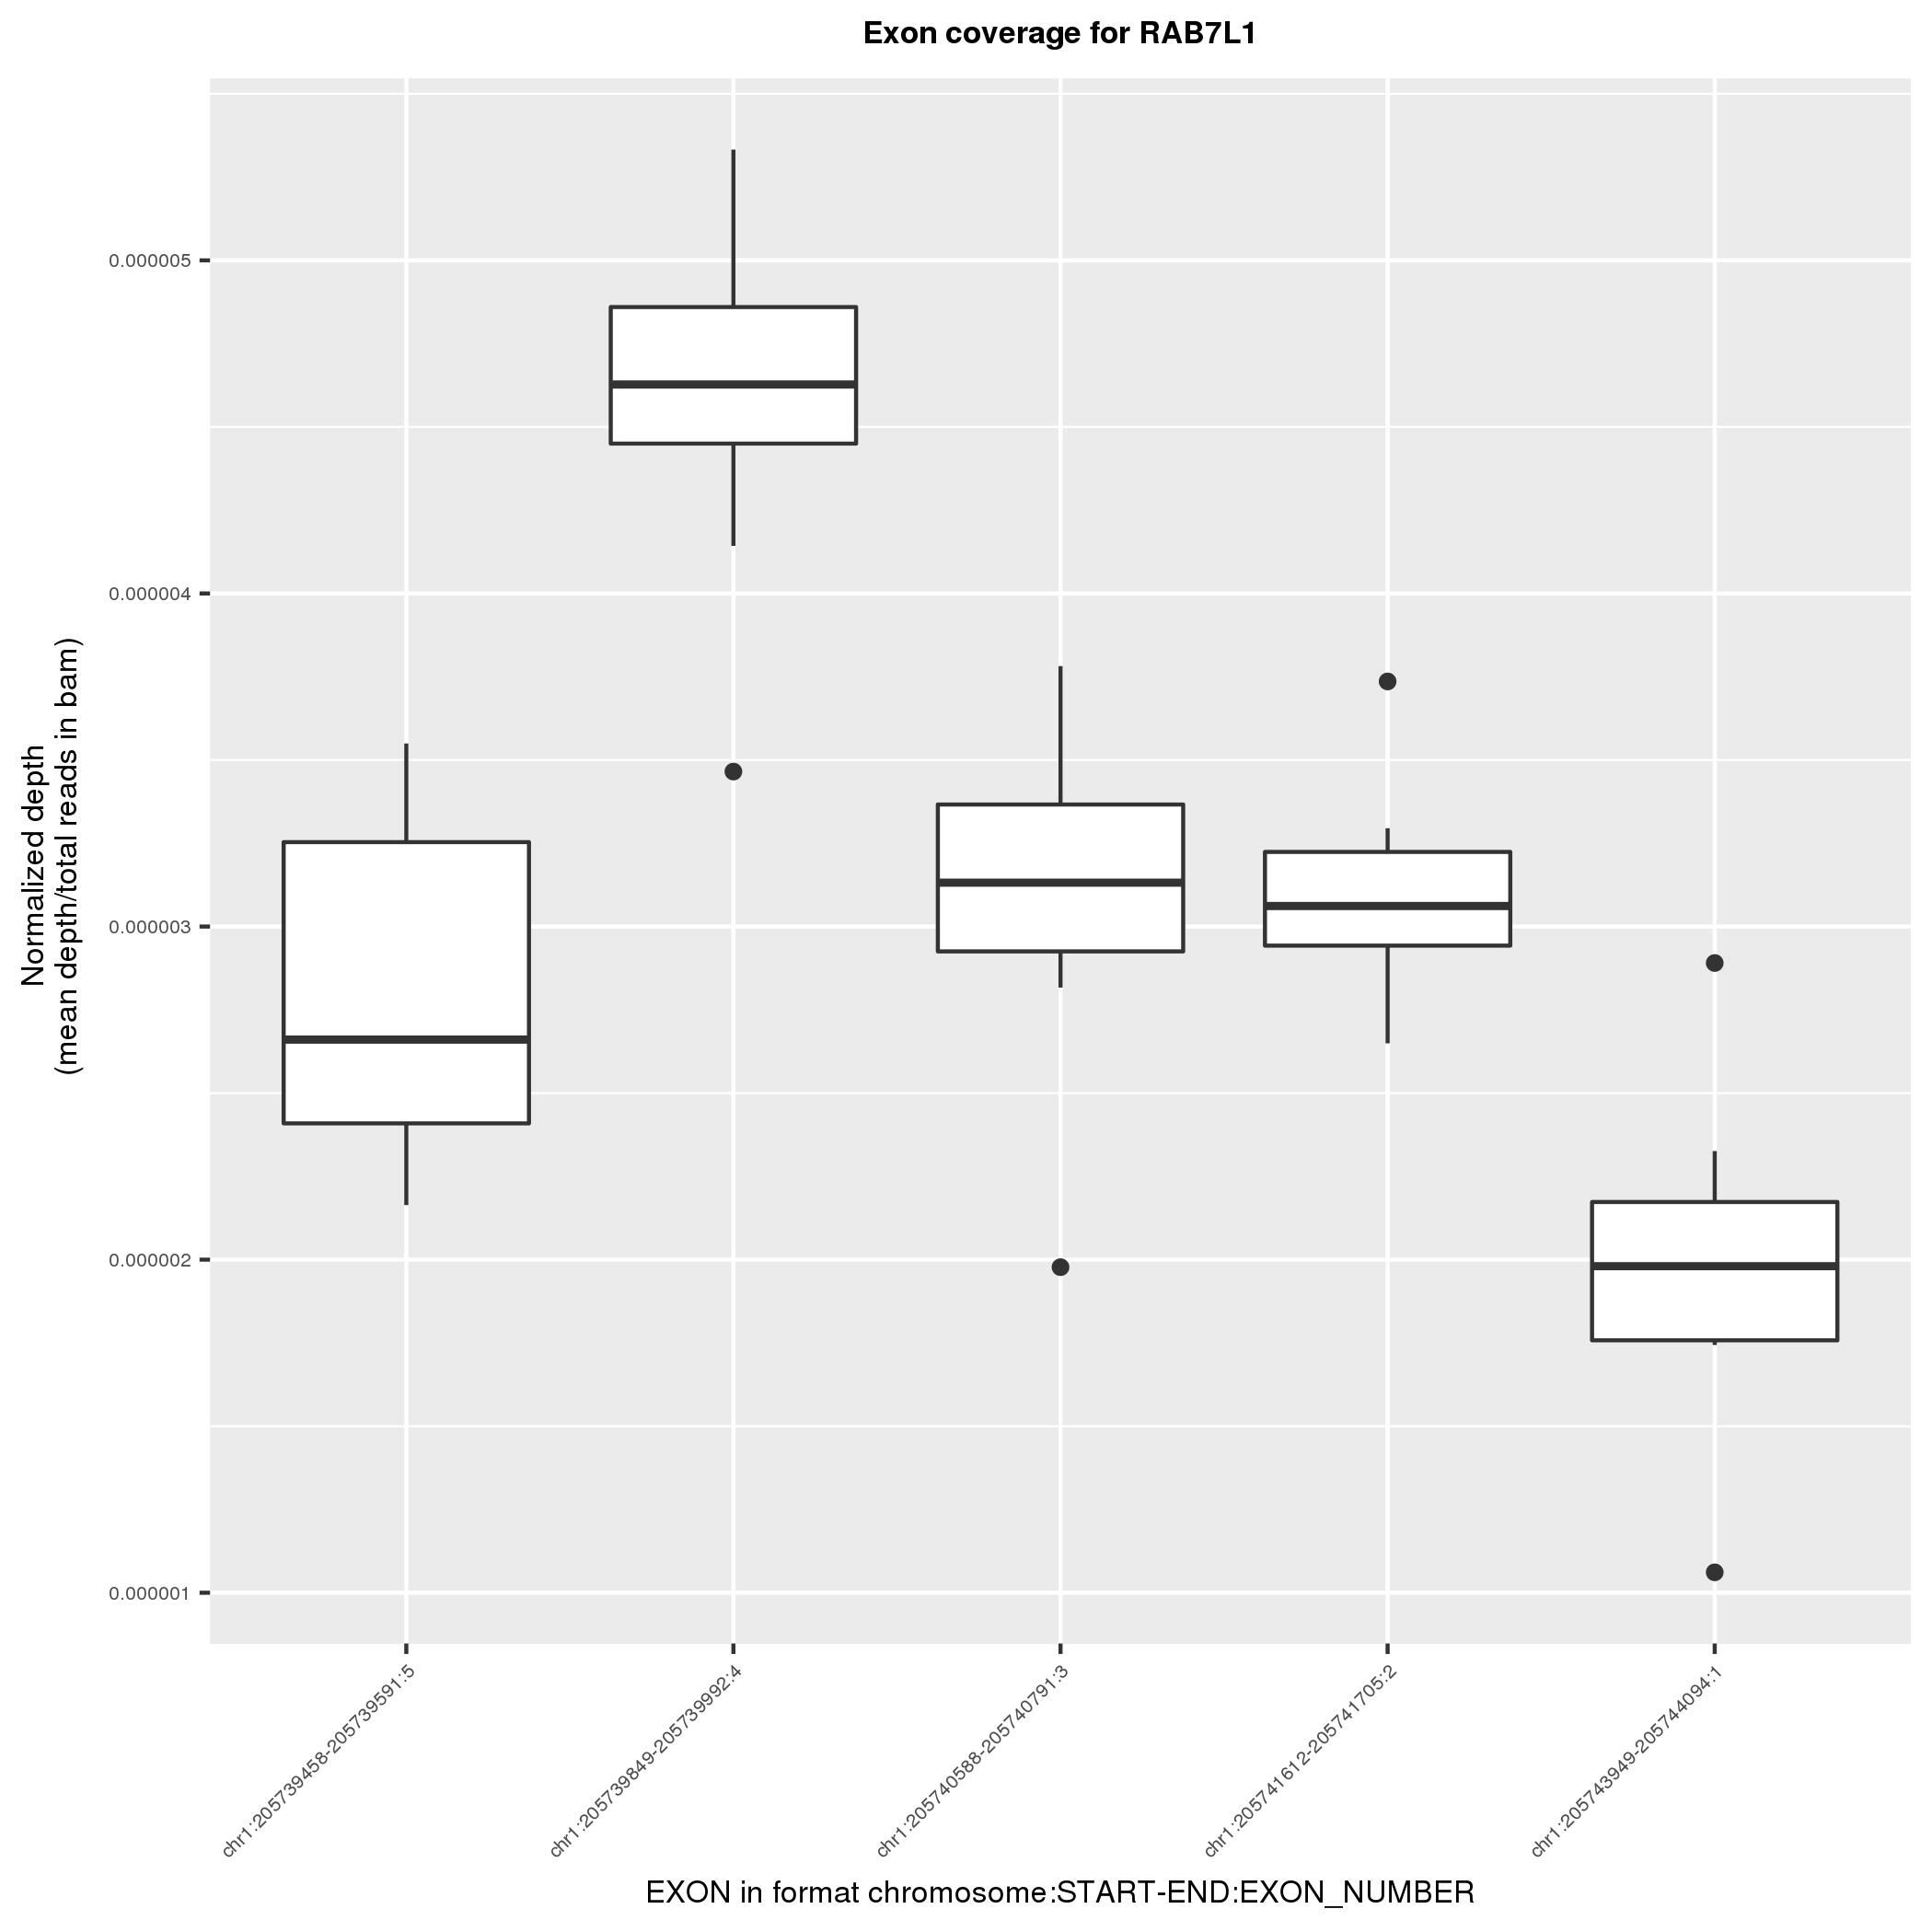 Exon coverage for RAB7L1
Normalized depth
(mean depth/total reads in bam)
0.000005
0.000004
0.000003
0.000002
0.000001
chr1:205739458-205739591:5
chr1:205739849-205739992:4
chr1:205740588-205740791:3
chr1:205741612-205741705:2
chr1:205743949-205744094:1
EXON in format chromosome:START-END:EXON_NUMBER